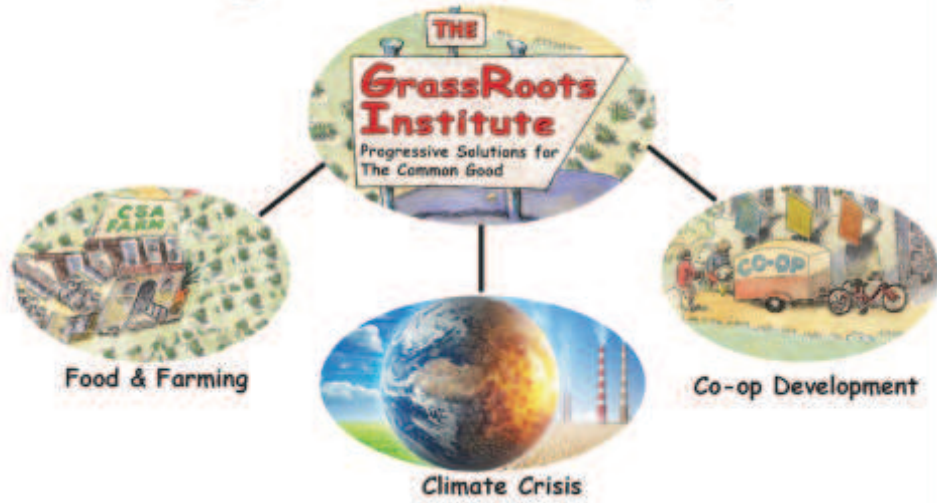 THE
GrassRoots
Institute
Progressive Solutions for
The Common Good
CSA
FARM
CO-OP
Food & Farming
Co-op Development
Climate Crisis